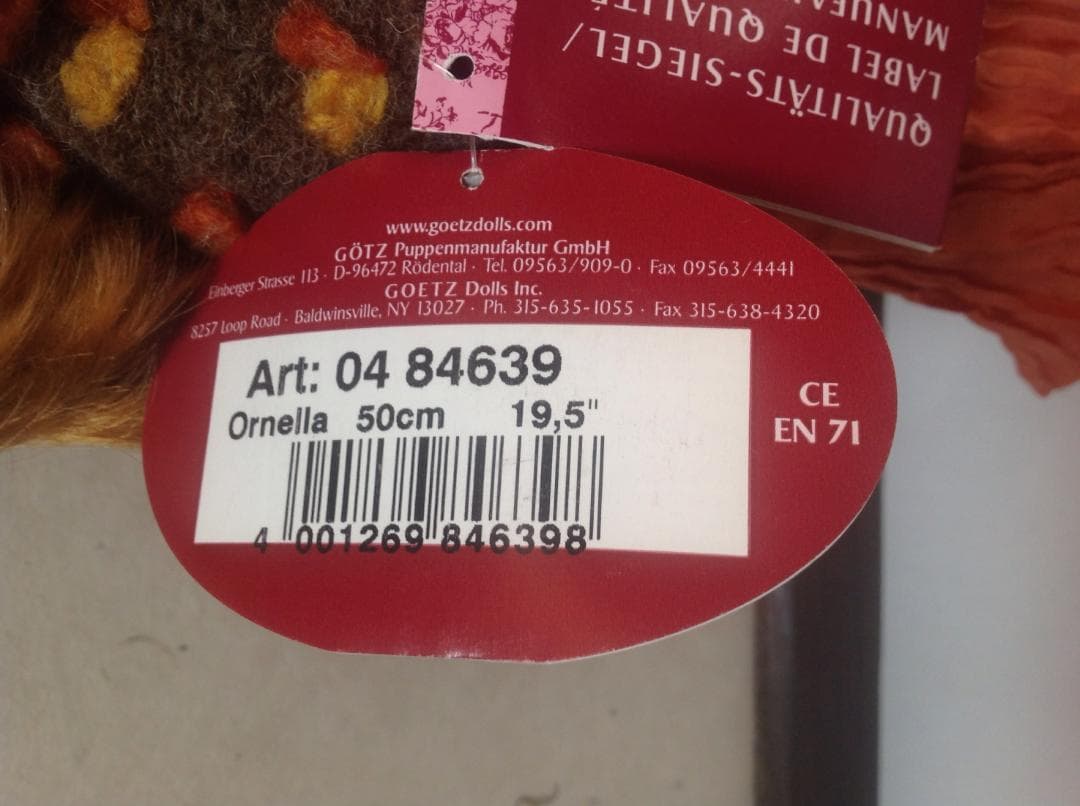 QUALITÄTS-SIEGEL/
LABEL DE QUALITÉ
www.goetzdolls.com
GÖTZ Puppenmanufaktur GmbH
Einberger Strasse 113 · D-96472 Rödental · Tel. 09563/909-0 · Fax 09563/4441
GOETZ Dolls Inc.
8257 Loop Road · Baldwinsville, NY 13027 · Ph. 315-635-1055 · Fax 315-638-4320
Art: 04 84639
Ornella 50cm 19,5"
4 001269 846398
CE
EN 71